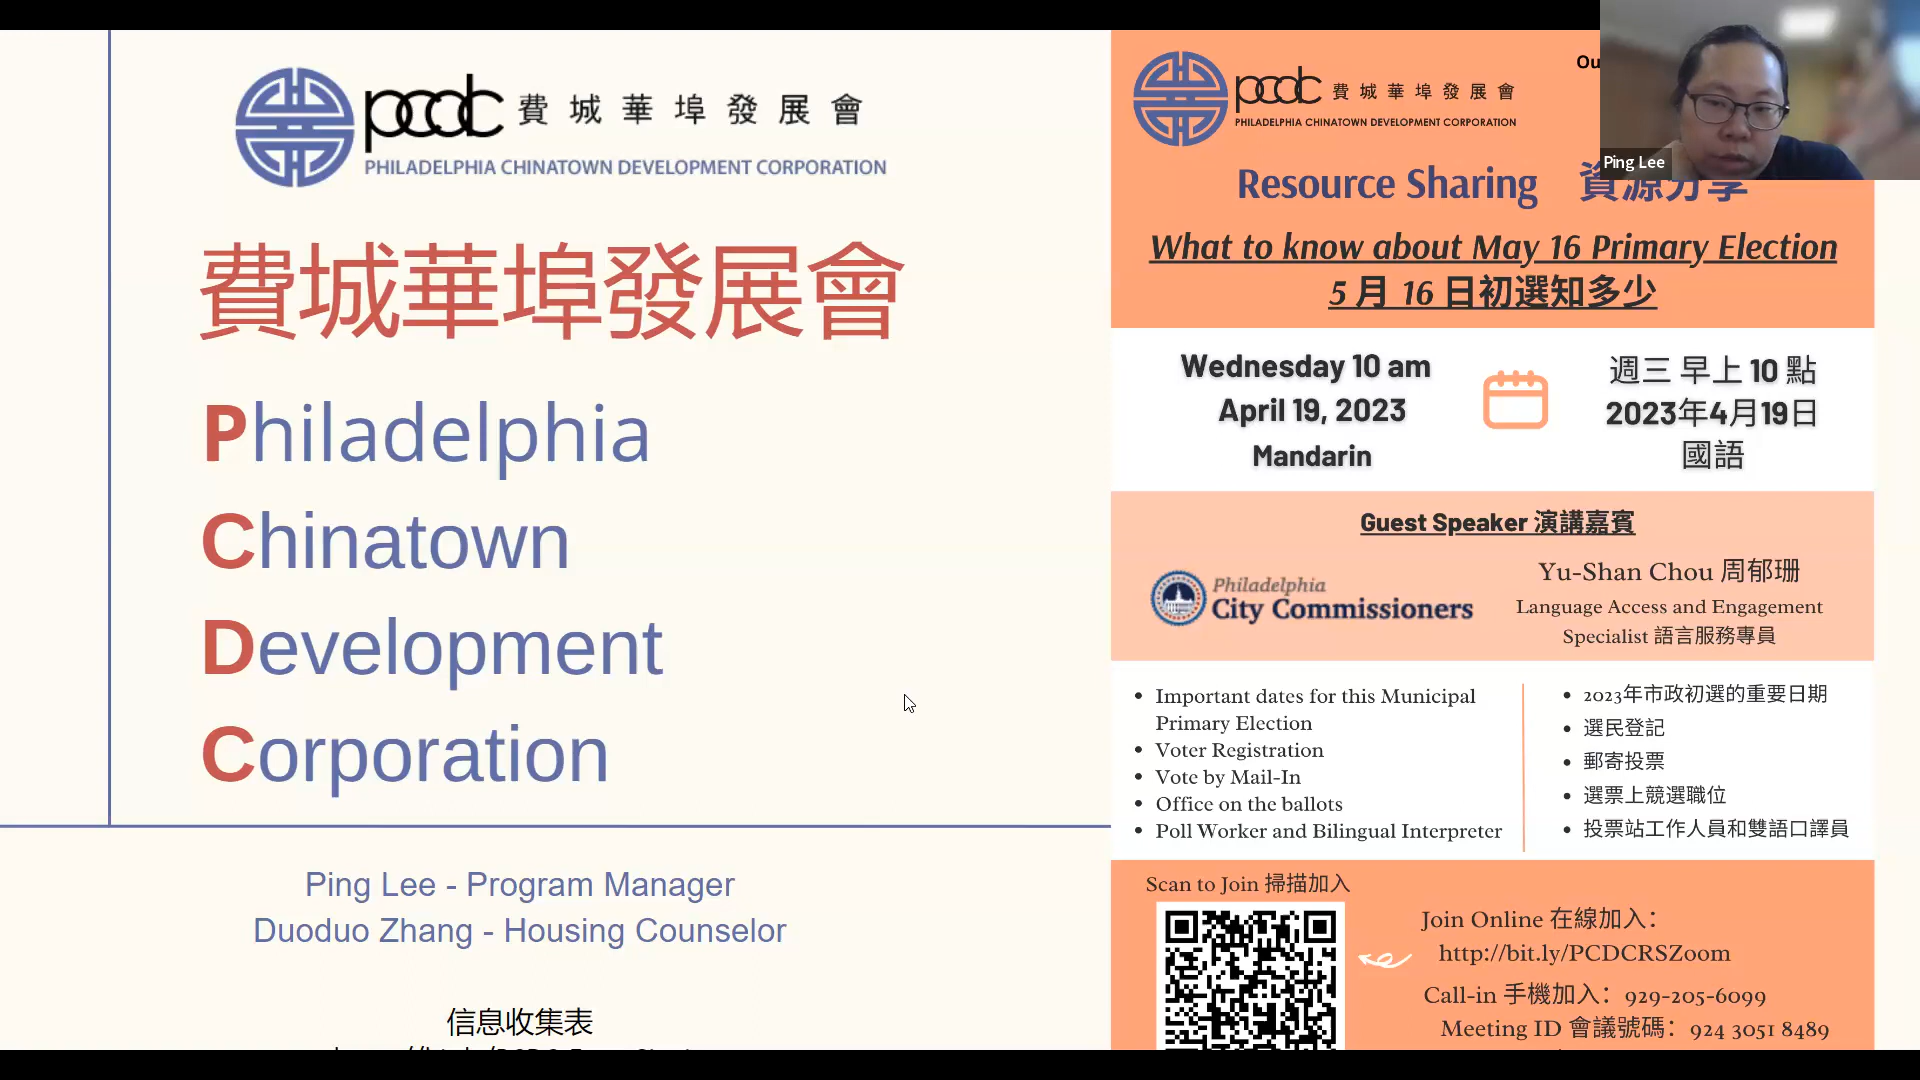 pcdc 費城華埠發展會
PHILADELPHIA CHINATOWN DEVELOPMENT CORPORATION
費城華埠發展會
Philadelphia
Chinatown
Development
Corporation
Ping Lee - Program Manager
Duoduo Zhang - Housing Counselor
信息收集表
Ou
pcdc 費城華埠發展會
PHILADELPHIA CHINATOWN DEVELOPMENT CORPORATION
Ping Lee
Resource Sharing 資源分享
What to know about May 16 Primary Election
5 月 16 日初選知多少
Wednesday 10 am
April 19, 2023
Mandarin
週三 早上 10 點
2023年4月19日
國語
Guest Speaker 演講嘉賓
Philadelphia
City Commissioners
Yu-Shan Chou 周郁珊
Language Access and Engagement
Specialist 語言服務專員
• Important dates for this Municipal
Primary Election
• Voter Registration
• Vote by Mail-In
• Office on the ballots
• Poll Worker and Bilingual Interpreter
• 2023年市政初選的重要日期
• 選民登記
• 郵寄投票
• 選票上競選職位
• 投票站工作人員和雙語口譯員
Scan to Join 掃描加入
Join Online 在線加入：
http://bit.ly/PCDCRSZoom
Call-in 手機加入：929-205-6099
Meeting ID 會議號碼：924 3051 8489